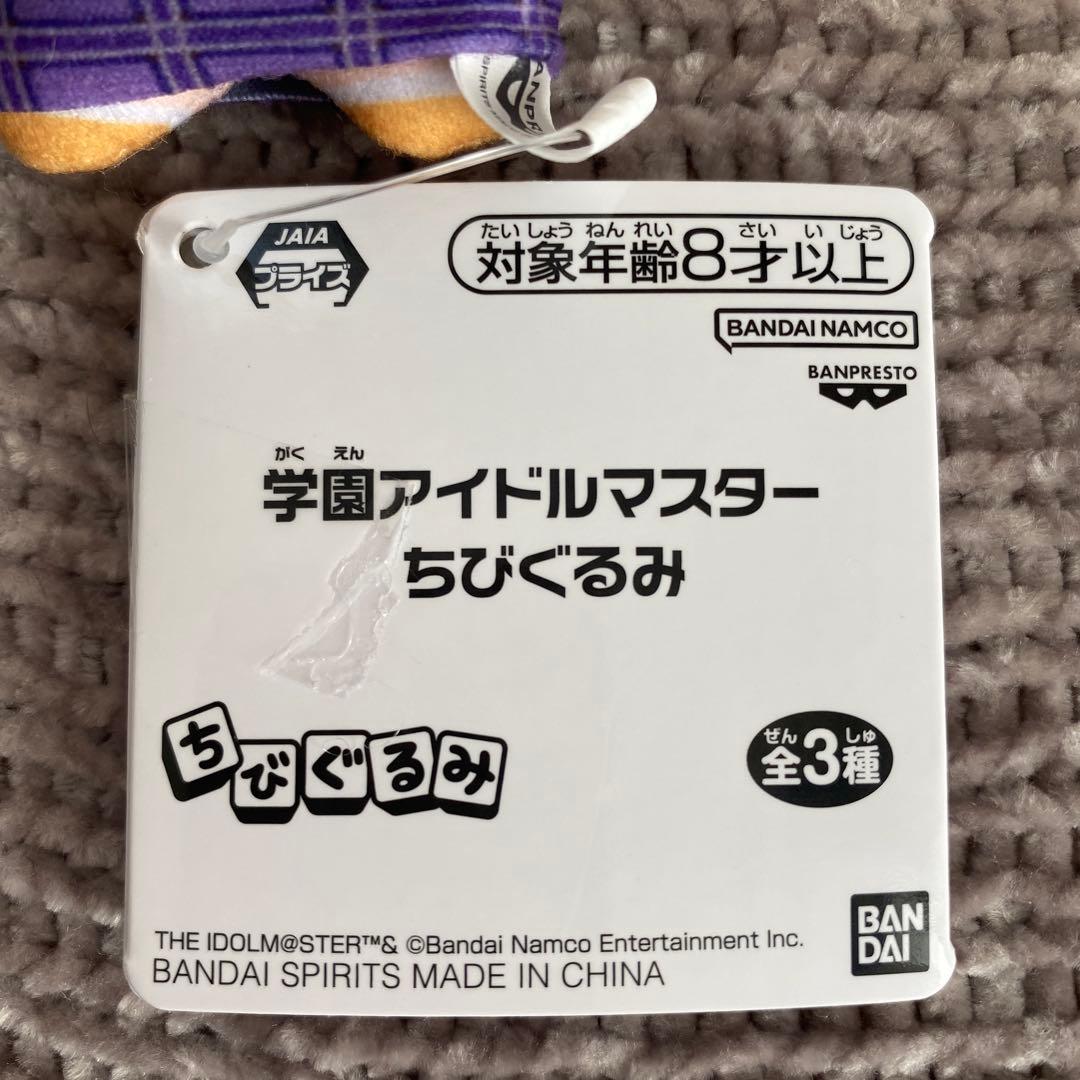 SPIRITS
BANPRE
JAIA
プライズ
たいしょうねんれい さい いじょう
対象年齢8才以上
BANDAI NAMCO
BANPRESTO
がくえん
学園アイドルマスター
ちびぐるみ
ちびぐるみ
ぜん しゅ
全3種
BAN
DAI
THE IDOLM@STER™& ©Bandai Namco Entertainment Inc.
BANDAI SPIRITS MADE IN CHINA